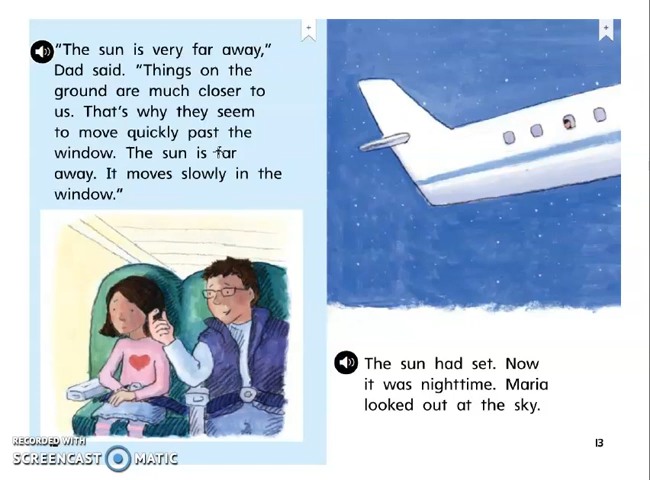 "The sun is very far away,"
Dad said. "Things on the
ground are much closer to
us. That's why they seem
to move quickly past the
window. The sun is far
away. It moves slowly in the
window."
The sun had set. Now
it was nighttime. Maria
looked out at the sky.
13
RECORDED WITH
SCREENCAST MATIC